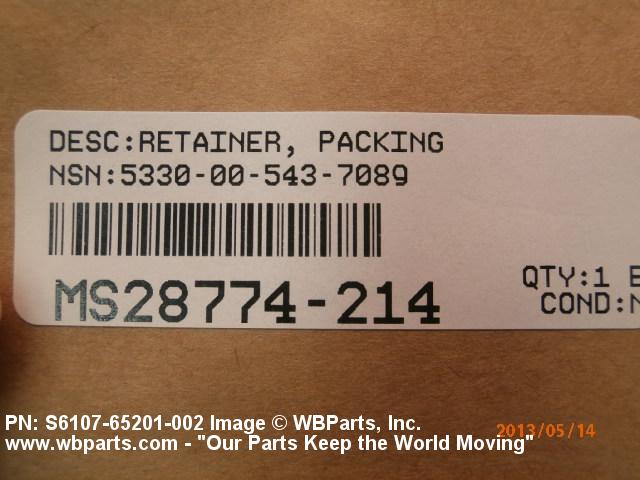 DESC:RETAINER, PACKING
NSN:5330-00-543-7089
MS28774-214
QTY:1 E
COND:N
PN: S6107-65201-002 Image © WBParts, Inc.
2013/05/14
www.wbparts.com - "Our Parts Keep the World Moving"